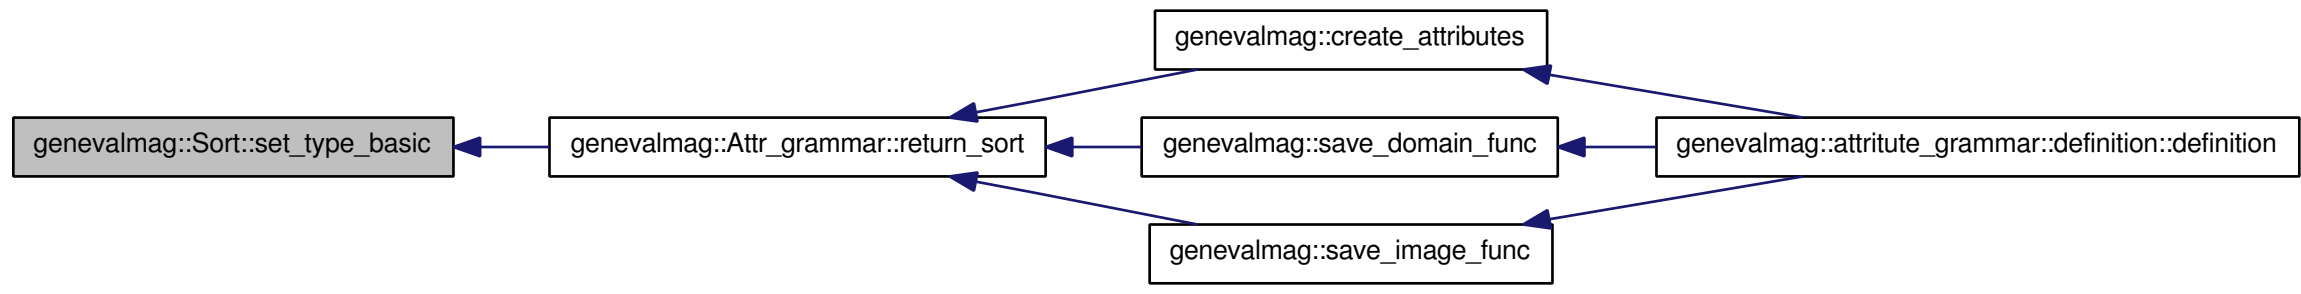 genevalmag::Sort::set_type_basic
genevalmag::Attr_grammar::return_sort
genevalmag::create_attributes
genevalmag::save_domain_func
genevalmag::save_image_func
genevalmag::attritute_grammar::definition::definition